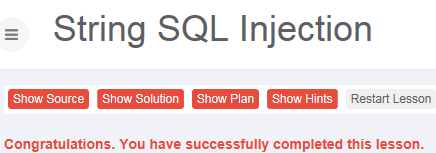 String SQL Injection
Show Source Show Solution Show Plan Show Hints Restart Lesson
Congratulations. You have successfully completed this lesson.